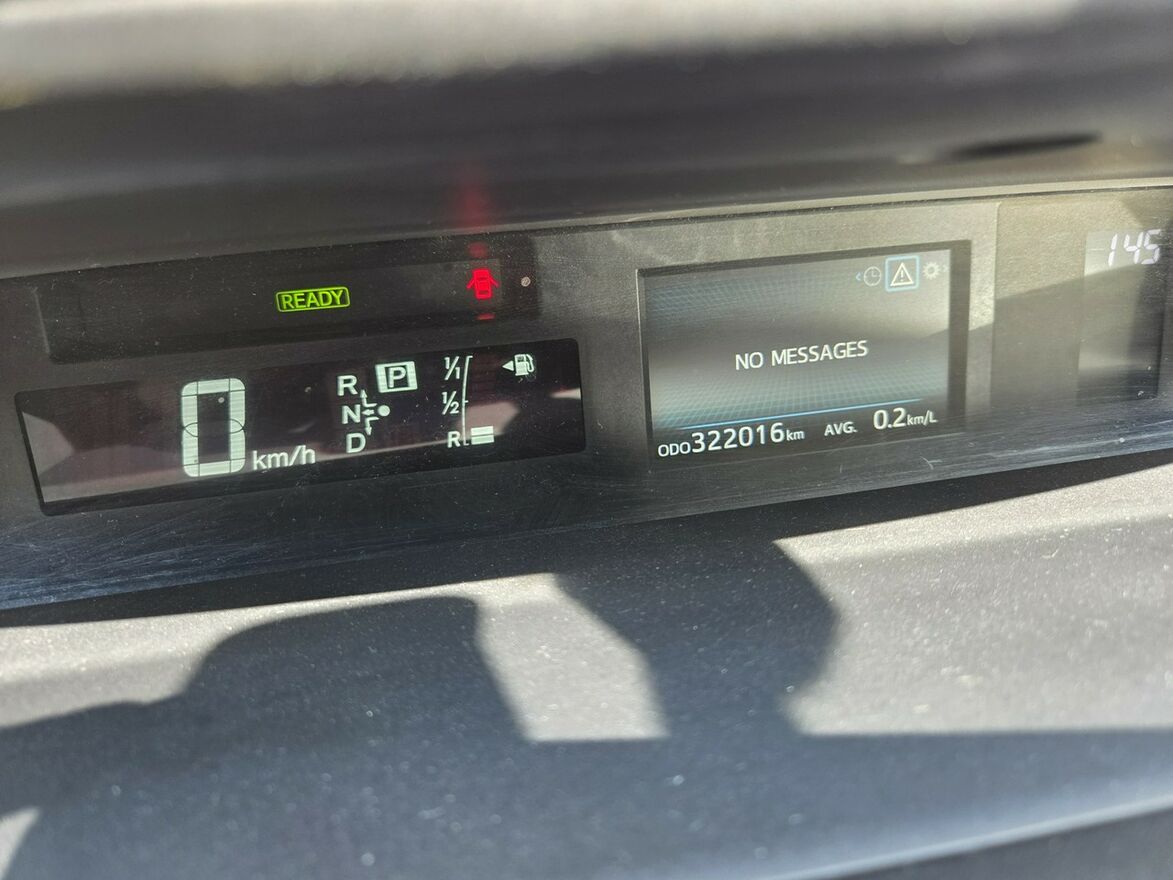 READY
145
NO MESSAGES
ODO322016km AVG. 0.2km/L
0 km/h
R P
N
D
1/1
1/2
R